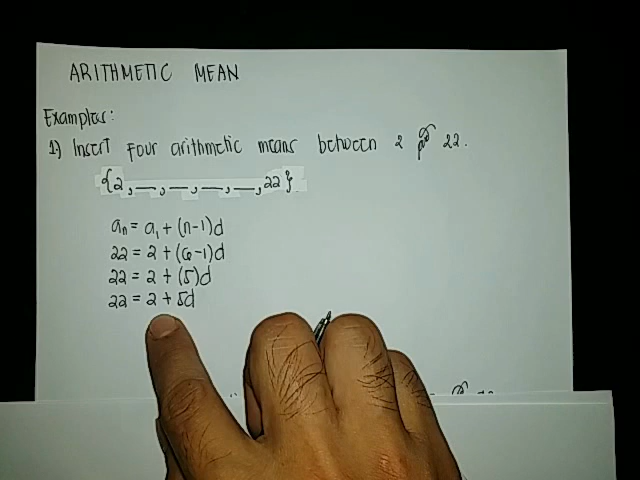 ARITHMETIC MEAN
Examples:
1) Insert four arithmetic means between 2 & 22.
{2, __, __, __, __, 22}
an = a1 + (n-1)d
22 = 2 + (6-1)d
22 = 2 + (5)d
22 = 2 + 5d